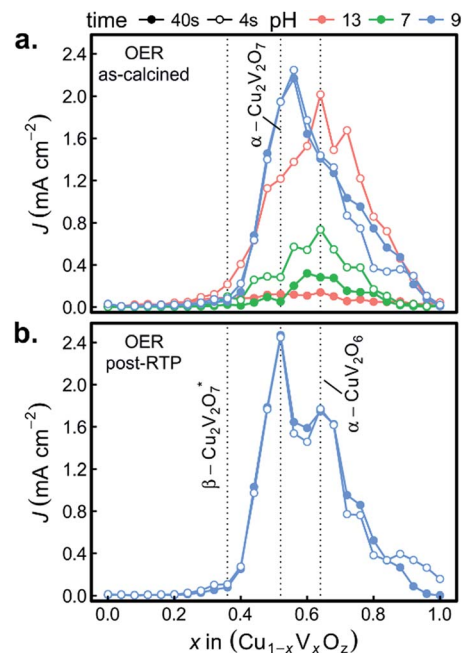 time 40s 4s pH 13 7 9
a. OER
as-calcined
α – Cu₂V₂O₇
2.4
2.0
1.6
1.2
0.8
0.4
0.0
J (mA cm⁻²)
b. OER
post-RTP
β – Cu₂V₂O₇*
α – CuV₂O₆
2.4
2.0
1.6
1.2
0.8
0.4
0.0
J (mA cm⁻²)
0.0 0.2 0.4 0.6 0.8 1.0
x in (Cu₁₋ₓVₓO_z)